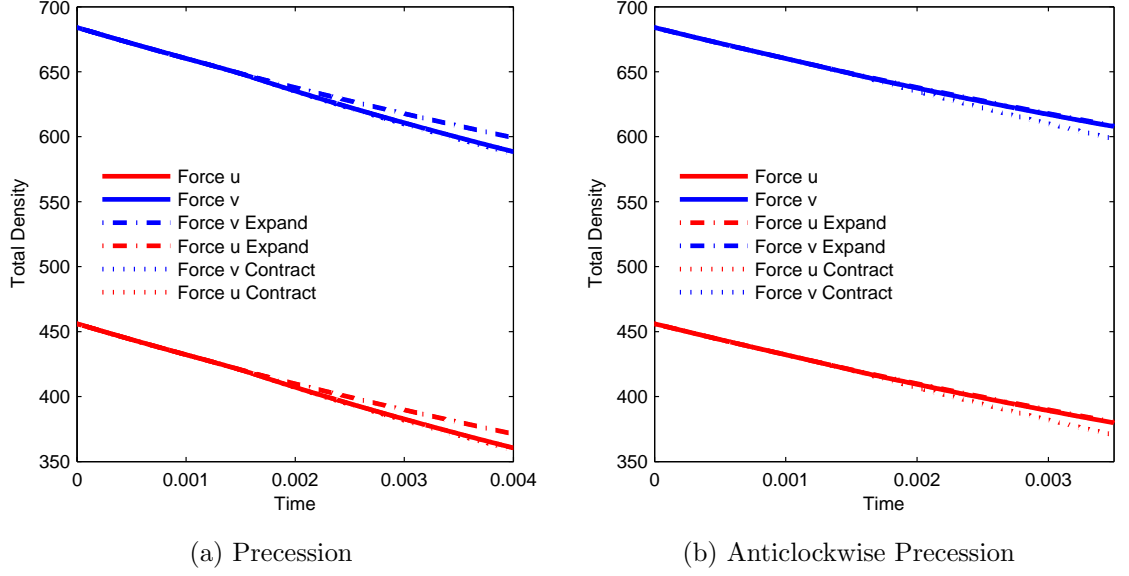 700
650
600
550
500
450
400
350
Total Density
Force u
Force v
Force v Expand
Force u Expand
Force v Contract
Force u Contract
0 0.001 0.002 0.003 0.004
Time
(a) Precession
700
650
600
550
500
450
400
350
Total Density
Force u
Force v
Force u Expand
Force v Expand
Force u Contract
Force v Contract
0 0.001 0.002 0.003
Time
(b) Anticlockwise Precession